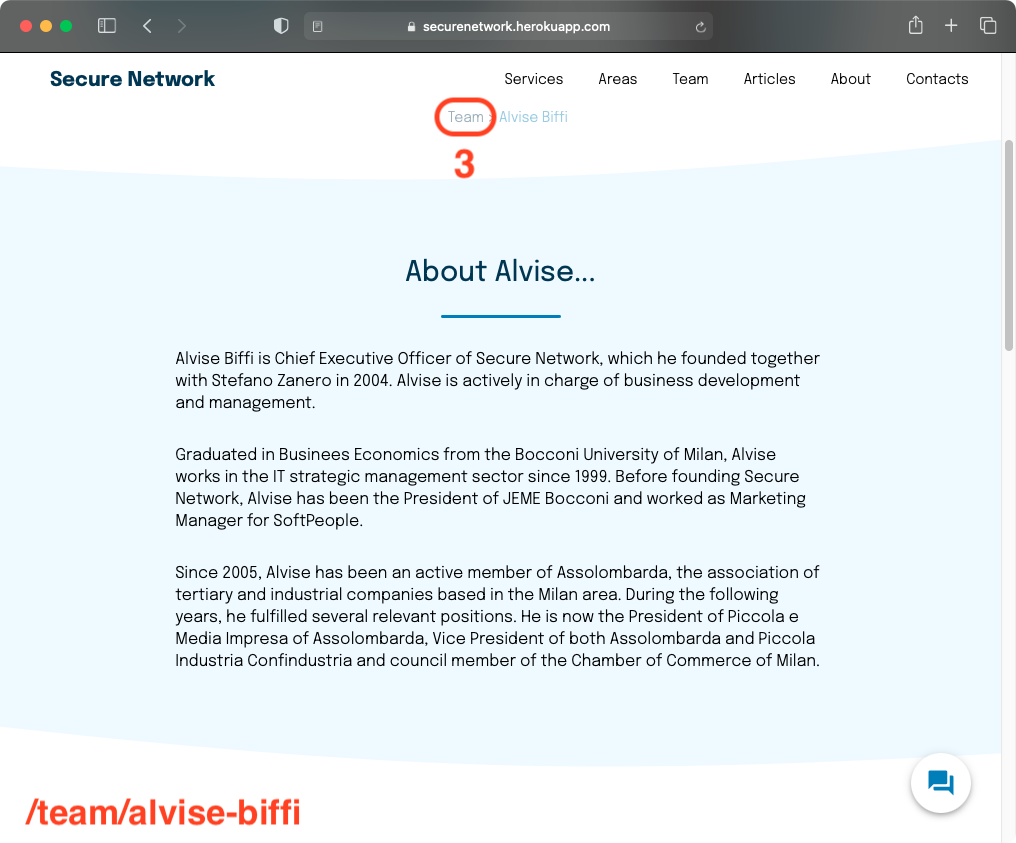 securenetwork.herokuapp.com
Secure Network Services Areas Team Articles About Contacts
Team > Alvise Biffi
3
About Alvise...
Alvise Biffi is Chief Executive Officer of Secure Network, which he founded together
with Stefano Zanero in 2004. Alvise is actively in charge of business development
and management.
Graduated in Businees Economics from the Bocconi University of Milan, Alvise
works in the IT strategic management sector since 1999. Before founding Secure
Network, Alvise has been the President of JEME Bocconi and worked as Marketing
Manager for SoftPeople.
Since 2005, Alvise has been an active member of Assolombarda, the association of
tertiary and industrial companies based in the Milan area. During the following
years, he fulfilled several relevant positions. He is now the President of Piccola e
Media Impresa of Assolombarda, Vice President of both Assolombarda and Piccola
Industria Confindustria and council member of the Chamber of Commerce of Milan.
/team/alvise-biffi